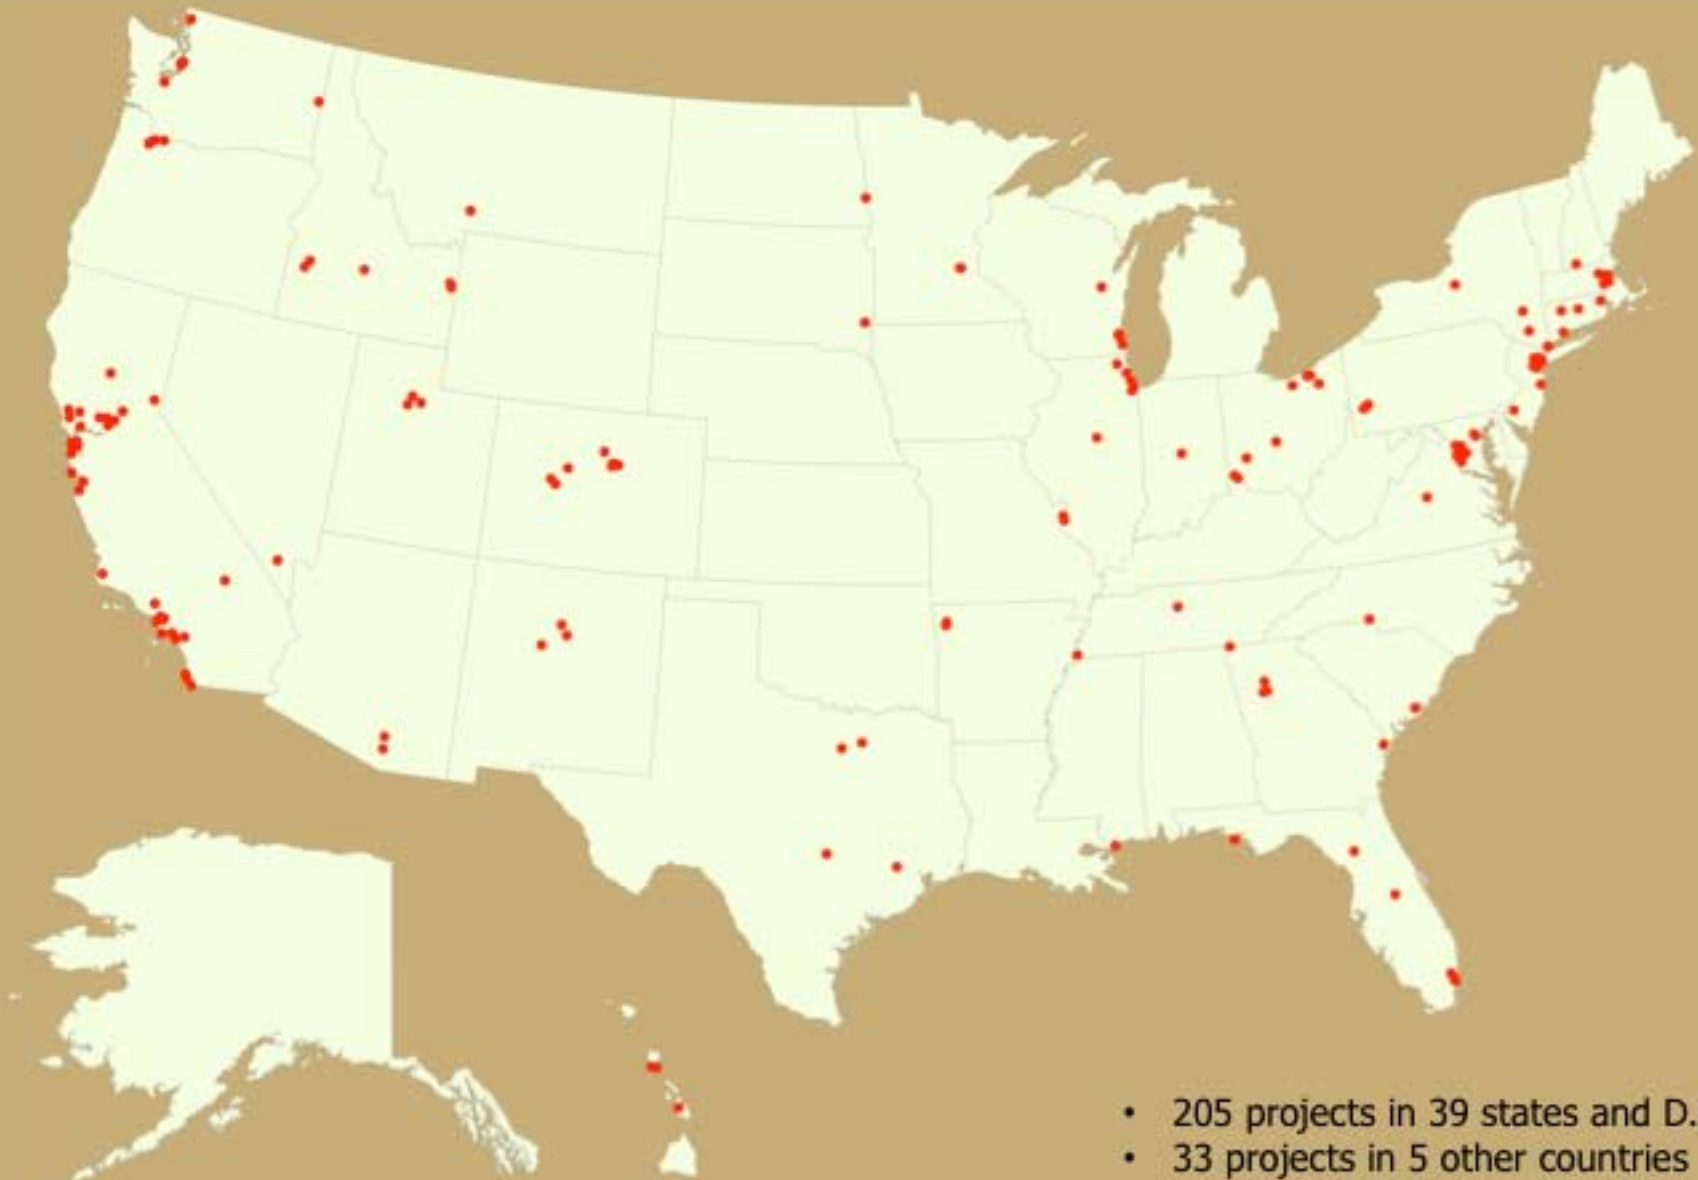 • 205 projects in 39 states and D.
• 33 projects in 5 other countries